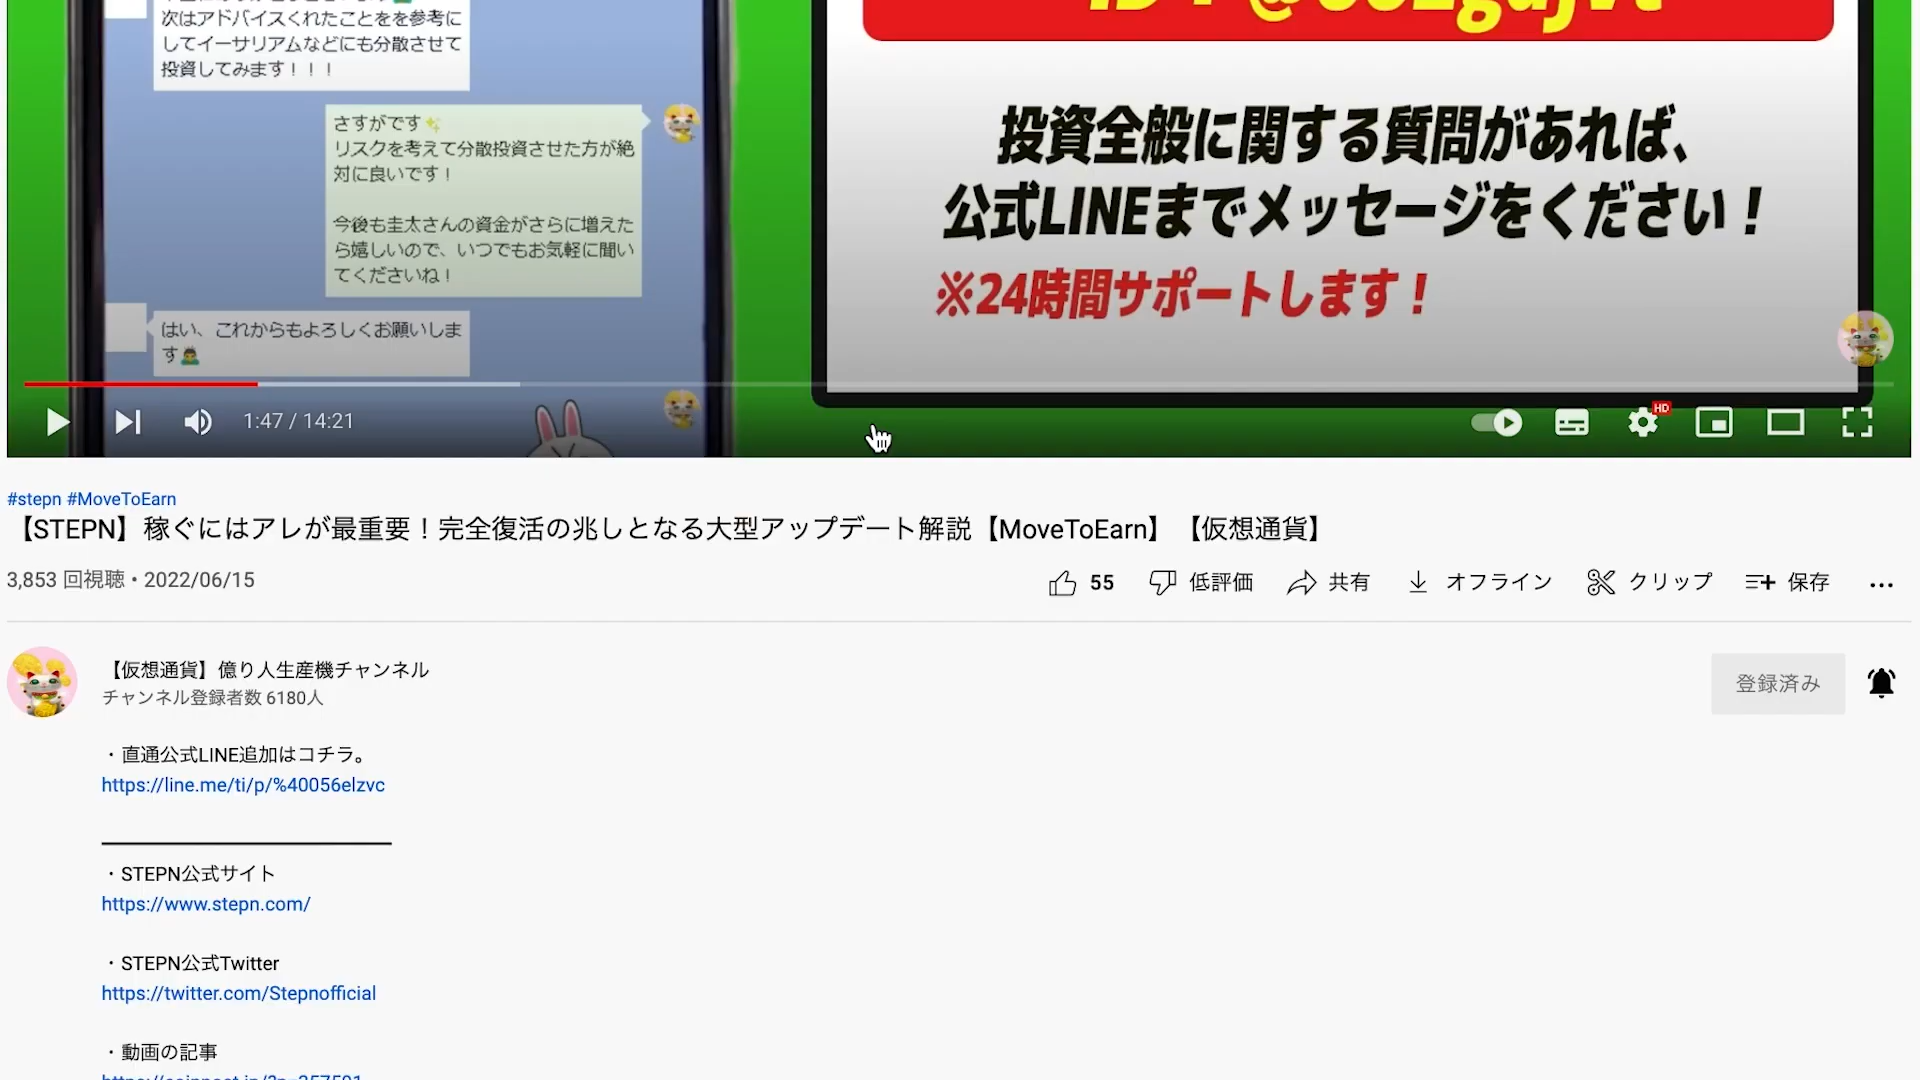 次はアドバイスくれたことをを参考に
してイーサリアムなどにも分散させて
投資してみます！！！
さすがです✨
リスクを考えて分散投資させた方が絶
対に良いです！
今後も圭太さんの資金がさらに増えた
ら嬉しいので、いつでもお気軽に聞い
てくださいね！
はい、これからもよろしくお願いしま
す🙇‍♂️
投資全般に関する質問があれば、
公式LINEまでメッセージをください！
※24時間サポートします！
1:47 / 14:21
HD
#stepn #MoveToEarn
【STEPN】稼ぐにはアレが最重要！完全復活の兆しとなる大型アップデート解説【MoveToEarn】【仮想通貨】
3,853 回視聴・2022/06/15
55 低評価 共有 オフライン クリップ 保存
【仮想通貨】億り人生産機チャンネル
チャンネル登録者数 6180人
登録済み
・直通公式LINE追加はコチラ。
https://line.me/ti/p/%40056elzvc
・STEPN公式サイト
https://www.stepn.com/
・STEPN公式Twitter
https://twitter.com/Stepnofficial
・動画の記事